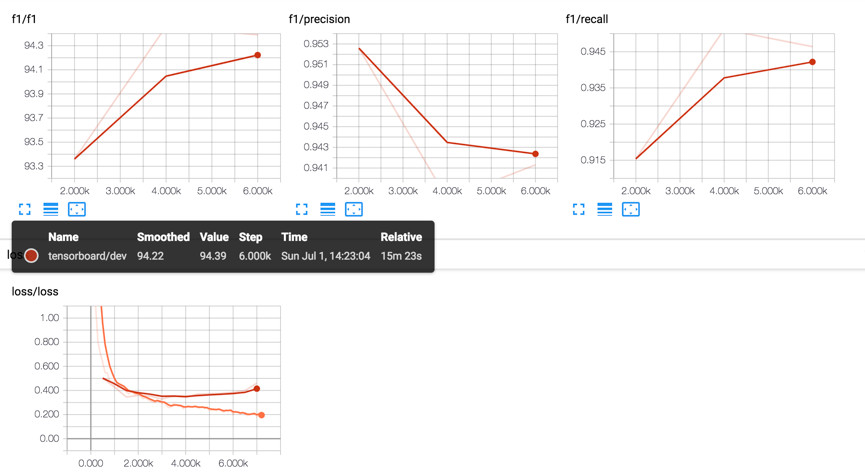 f1/f1
94.3
94.1
93.9
93.7
93.5
93.3
2.000k 3.000k 4.000k 5.000k 6.000k
f1/precision
0.953
0.951
0.949
0.947
0.945
0.943
0.941
2.000k 3.000k 4.000k 5.000k 6.000k
f1/recall
0.945
0.935
0.925
0.915
2.000k 3.000k 4.000k 5.000k 6.000k
Name Smoothed Value Step Time Relative
tensorboard/dev 94.22 94.39 6.000k Sun Jul 1, 14:23:04 15m 23s
loss/loss
1.00
0.800
0.600
0.400
0.200
0.00
0.000 2.000k 4.000k 6.000k